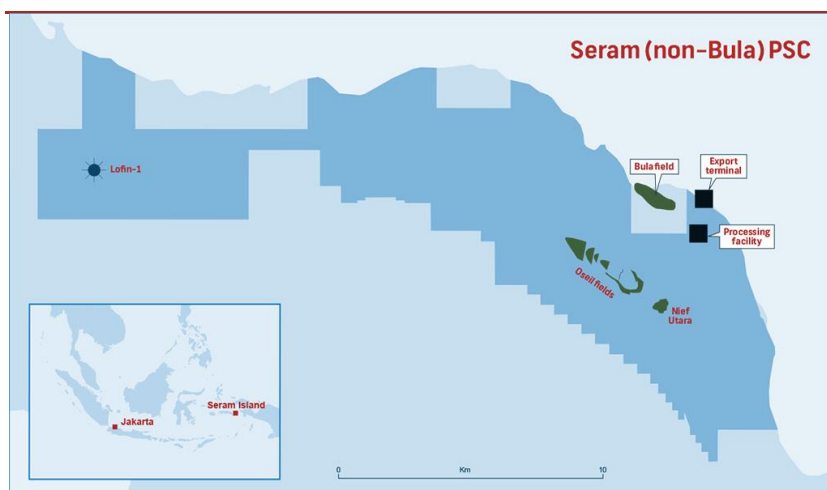 Seram (non-Bula) PSC
Lofin-1
Bula field
Export
terminal
Processing
facility
Oseil fields
Nief
Utara
Seram Island
Jakarta
0
Km
10